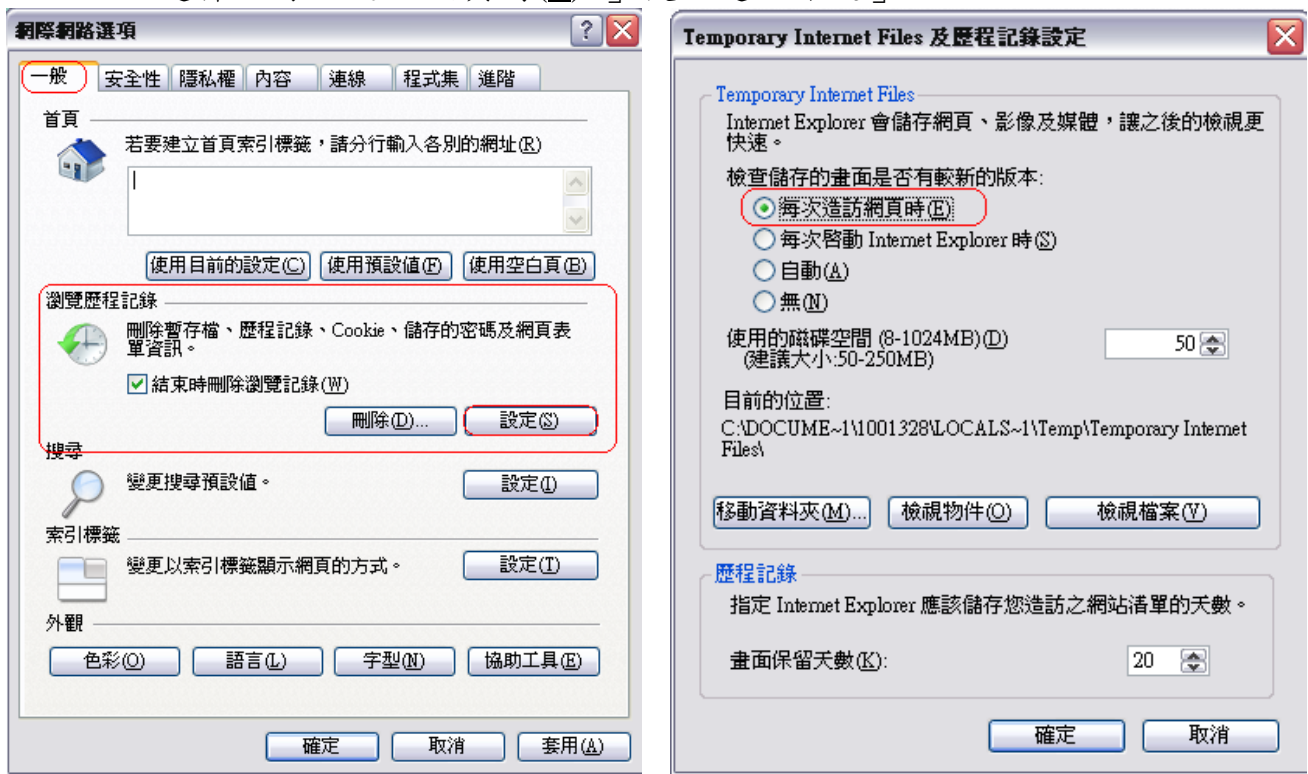 網際網路選項
一般 安全性 隱私權 內容 連線 程式集 進階
首頁
若要建立首頁索引標籤，請分行輸入各別的網址(R)
使用目前的設定(C) 使用預設值(F) 使用空白頁(B)
瀏覽歷程記錄
刪除暫存檔、歷程記錄、Cookie、儲存的密碼及網頁表
單資訊。
結束時刪除瀏覽記錄(W)
刪除(D)... 設定(S)
搜尋
變更搜尋預設值。 設定(I)
索引標籤
變更以索引標籤顯示網頁的方式。 設定(T)
外觀
色彩(O) 語言(L) 字型(N) 協助工具(E)
確定 取消 套用(A)
Temporary Internet Files 及歷程記錄設定
Temporary Internet Files
Internet Explorer 會儲存網頁、影像及媒體，讓之後的檢視更
快速。
檢查儲存的畫面是否有較新的版本:
每次造訪網頁時(E)
每次啓動 Internet Explorer 時(S)
自動(A)
無(N)
使用的磁碟空間 (8-1024MB)(D) 50
(建議大小:50-250MB)
目前的位置:
C:\DOCUME~1\1001328\LOCALS~1\Temp\Temporary Internet
Files\
移動資料夾(M)... 檢視物件(O) 檢視檔案(V)
歷程記錄
指定 Internet Explorer 應該儲存您造訪之網站清單的天數。
畫面保留天數(K): 20
確定 取消